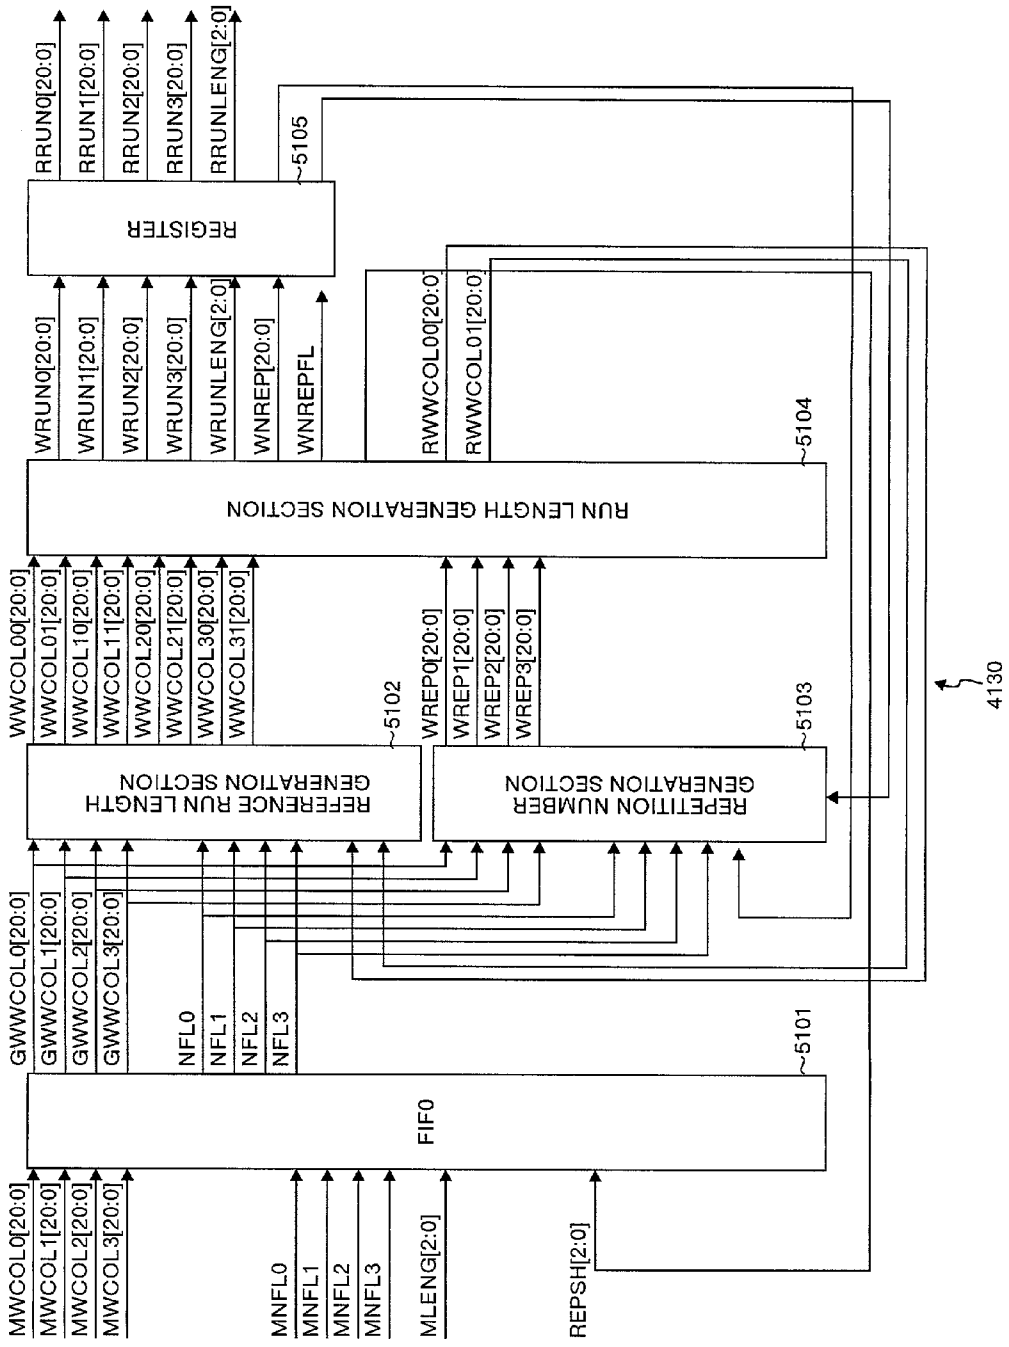 MWCOL0[20:0]
MWCOL1[20:0]
MWCOL2[20:0]
MWCOL3[20:0]
MNFL0
MNFL1
MNFL2
MNFL3
MLENG[2:0]
REPSH[2:0]
FIF0
5101
GWWCOL0[20:0]
GWWCOL1[20:0]
GWWCOL2[20:0]
GWWCOL3[20:0]
NFL0
NFL1
NFL2
NFL3
REFERENCE RUN LENGTH
GENERATION SECTION
5102
REPETITION NUMBER
GENERATION SECTION
5103
WWCOL00[20:0]
WWCOL01[20:0]
WWCOL10[20:0]
WWCOL11[20:0]
WWCOL20[20:0]
WWCOL21[20:0]
WWCOL30[20:0]
WWCOL31[20:0]
WREP0[20:0]
WREP1[20:0]
WREP2[20:0]
WREP3[20:0]
RUN LENGTH GENERATION SECTION
5104
WRUN0[20:0]
WRUN1[20:0]
WRUN2[20:0]
WRUN3[20:0]
WRUNLENG[2:0]
WNREP[20:0]
WNREPFL
RWWCOL00[20:0]
RWWCOL01[20:0]
REGISTER
5105
RRUN0[20:0]
RRUN1[20:0]
RRUN2[20:0]
RRUN3[20:0]
RRUNLENG[2:0]
4130